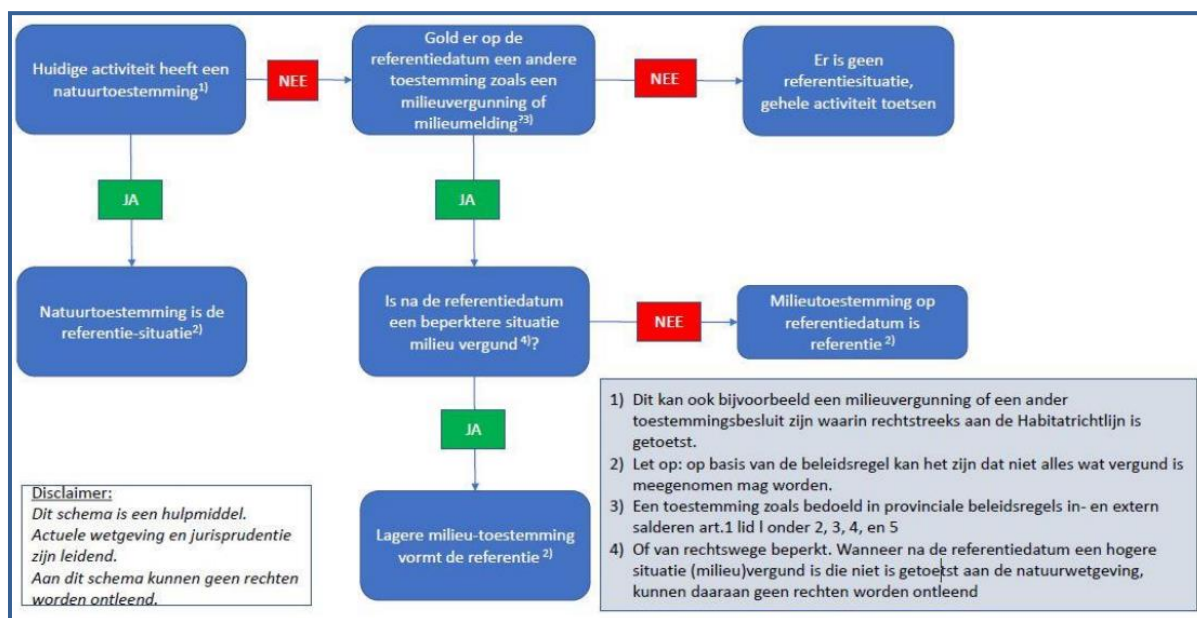 Huidige activiteit heeft een
natuurtoestemming1)
NEE
Gold er op de
referentiedatum een andere
toestemming zoals een
milieuvergunning of
milieumelding?3)
NEE
Er is geen
referentiesituatie,
gehele activiteit toetsen
JA
JA
Natuurtoestemming is de
referentie-situatie2)
Is na de referentiedatum
een beperktere situatie
milieu vergund 4)?
NEE
Milieutoestemming op
referentiedatum is
referentie 2)
JA
Lagere milieu-toestemming
vormt de referentie 2)
Disclaimer:
Dit schema is een hulpmiddel.
Actuele wetgeving en jurisprudentie
zijn leidend.
Aan dit schema kunnen geen rechten
worden ontleend.
1) Dit kan ook bijvoorbeeld een milieuvergunning of een ander
toestemmingsbesluit zijn waarin rechtstreeks aan de Habitatrichtlijn is
getoetst.
2) Let op: op basis van de beleidsregel kan het zijn dat niet alles wat vergund is
meegenomen mag worden.
3) Een toestemming zoals bedoeld in provinciale beleidsregels in- en extern
salderen art.1 lid l onder 2, 3, 4, en 5
4) Of van rechtswege beperkt. Wanneer na de referentiedatum een hogere
situatie (milieu)vergund is die niet is getoetst aan de natuurwetgeving,
kunnen daaraan geen rechten worden ontleend